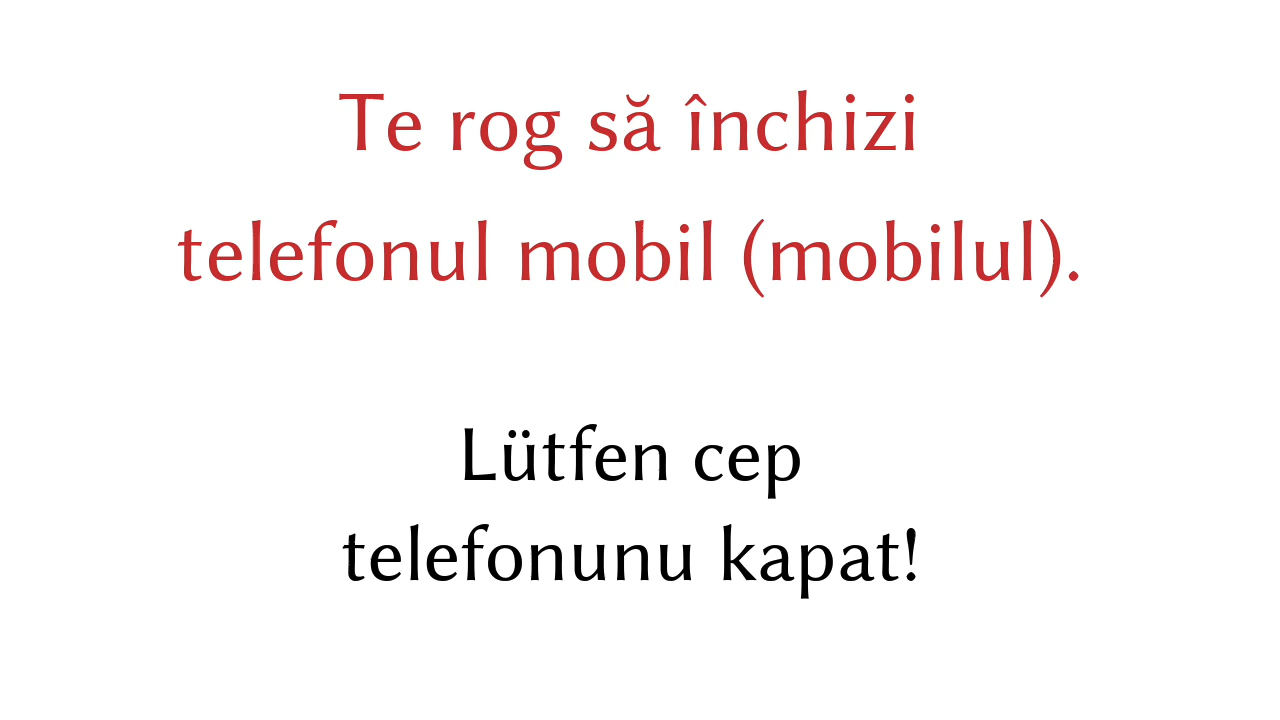 Te rog să închizi
telefonul mobil (mobilul).
Lütfen cep
telefonunu kapat!